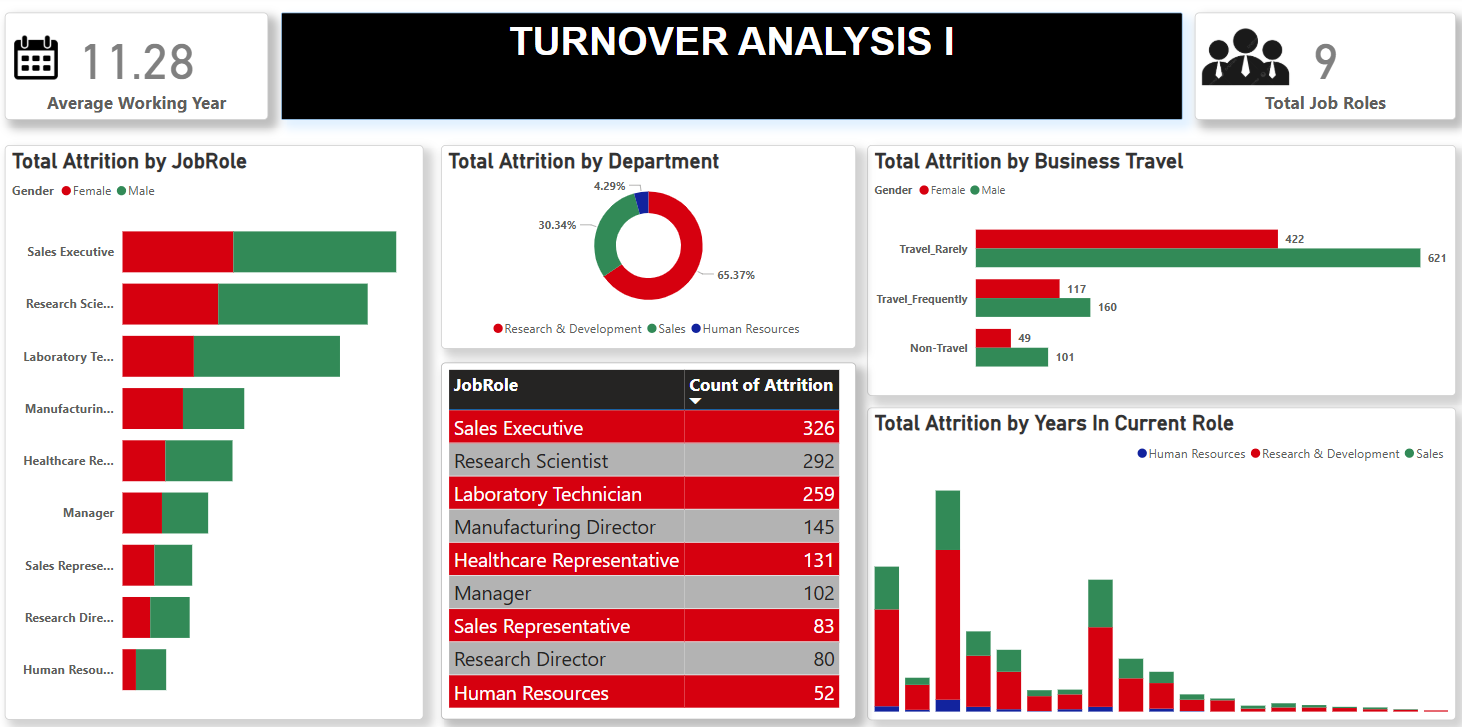 11.28
Average Working Year
TURNOVER ANALYSIS I
9
Total Job Roles
Total Attrition by JobRole
Gender Female Male
Sales Executive
Research Scie...
Laboratory Te...
Manufacturin...
Healthcare Re...
Manager
Sales Represe...
Research Dire...
Human Resou...
Total Attrition by Department
4.29%
30.34%
65.37%
Research & Development Sales Human Resources
JobRole Count of Attrition
Sales Executive 326
Research Scientist 292
Laboratory Technician 259
Manufacturing Director 145
Healthcare Representative 131
Manager 102
Sales Representative 83
Research Director 80
Human Resources 52
Total Attrition by Business Travel
Gender Female Male
Travel_Rarely 422
621
Travel_Frequently 117
160
Non-Travel 49
101
Total Attrition by Years In Current Role
Human Resources Research & Development Sales